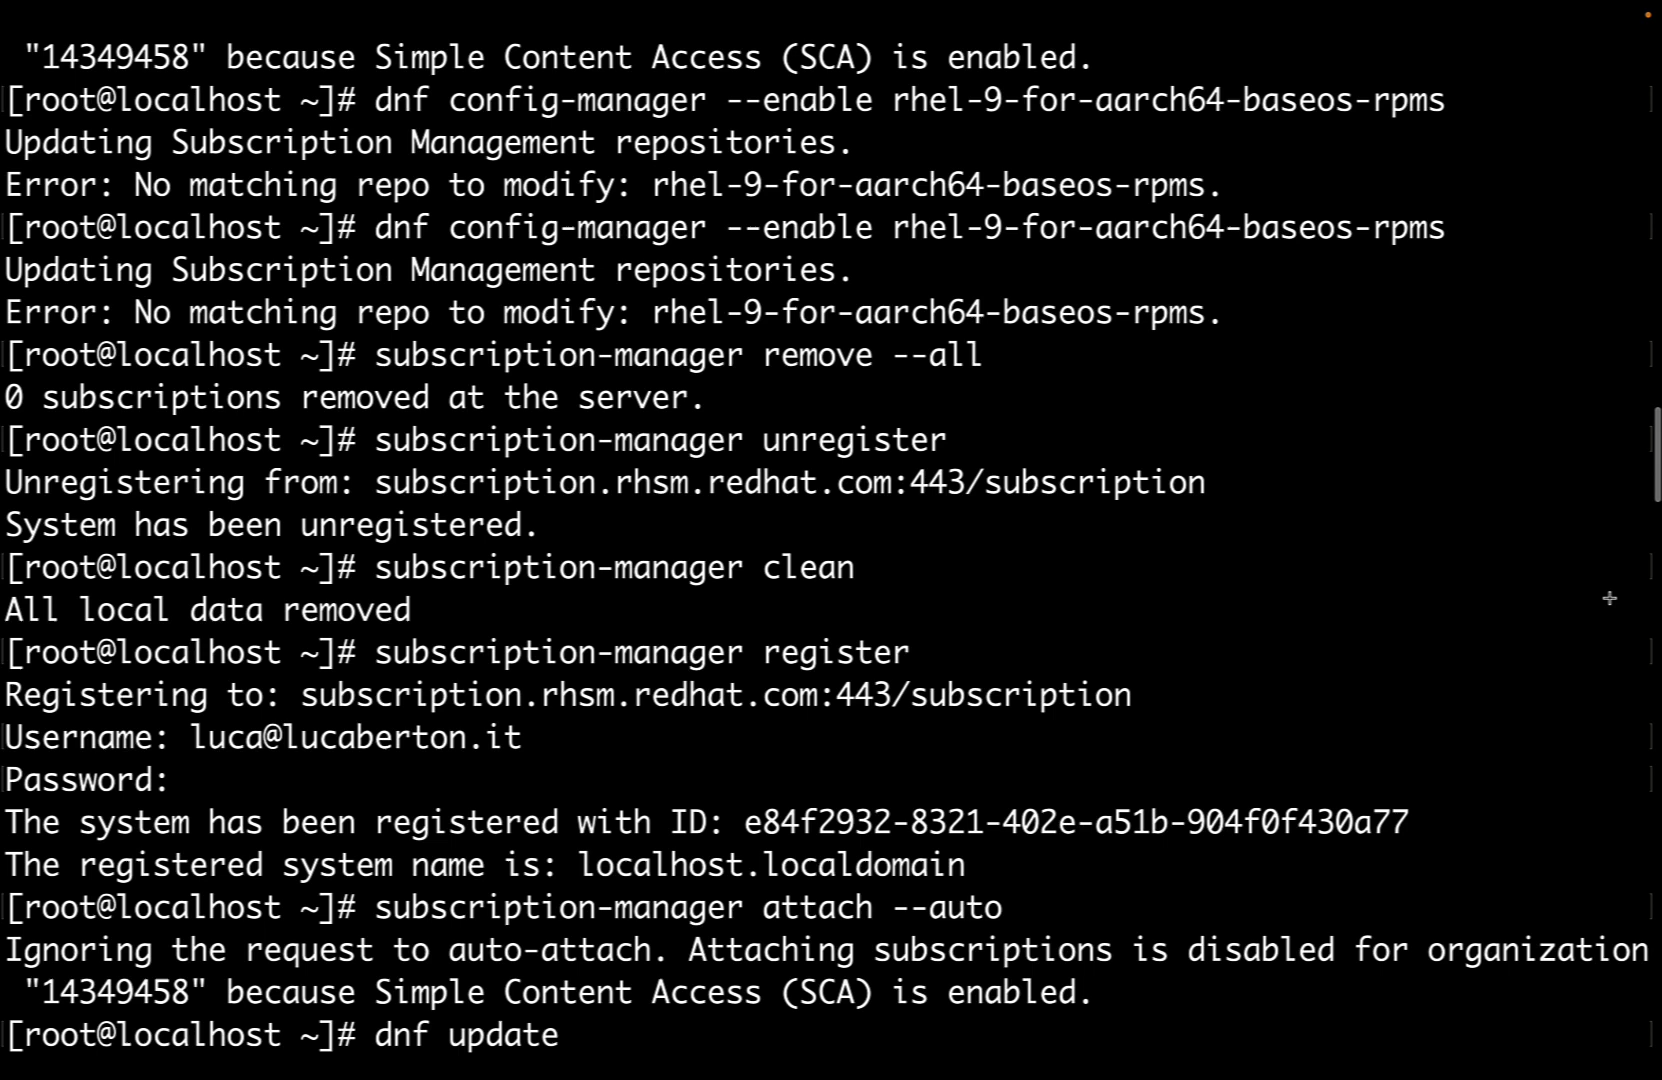 "14349458" because Simple Content Access (SCA) is enabled.
[root@localhost ~]# dnf config-manager --enable rhel-9-for-aarch64-baseos-rpms
Updating Subscription Management repositories.
Error: No matching repo to modify: rhel-9-for-aarch64-baseos-rpms.
[root@localhost ~]# dnf config-manager --enable rhel-9-for-aarch64-baseos-rpms
Updating Subscription Management repositories.
Error: No matching repo to modify: rhel-9-for-aarch64-baseos-rpms.
[root@localhost ~]# subscription-manager remove --all
0 subscriptions removed at the server.
[root@localhost ~]# subscription-manager unregister
Unregistering from: subscription.rhsm.redhat.com:443/subscription
System has been unregistered.
[root@localhost ~]# subscription-manager clean
All local data removed
[root@localhost ~]# subscription-manager register
Registering to: subscription.rhsm.redhat.com:443/subscription
Username: luca@lucaberton.it
Password:
The system has been registered with ID: e84f2932-8321-402e-a51b-904f0f430a77
The registered system name is: localhost.localdomain
[root@localhost ~]# subscription-manager attach --auto
Ignoring the request to auto-attach. Attaching subscriptions is disabled for organization
"14349458" because Simple Content Access (SCA) is enabled.
[root@localhost ~]# dnf update